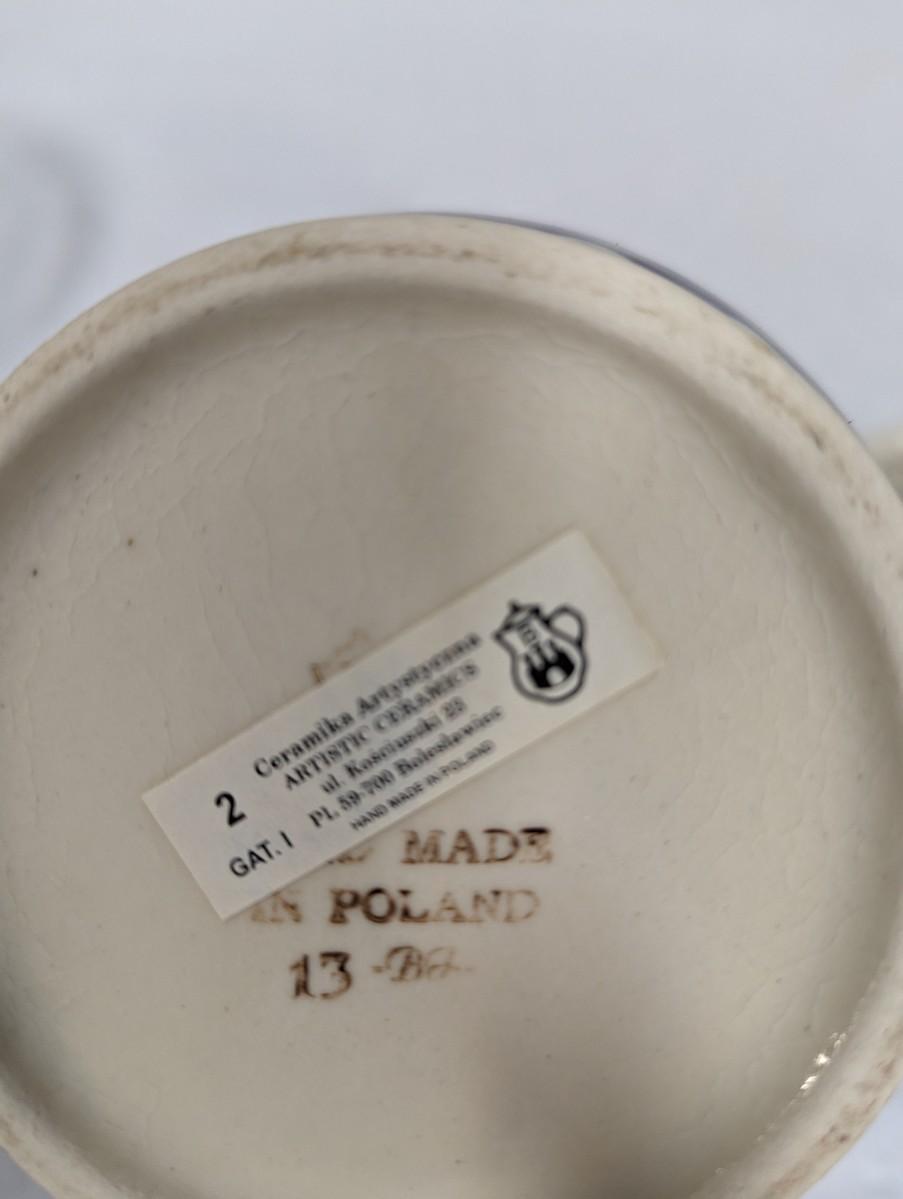 2
GAT. I
Ceramika Artystyczna
ARTISTIC CERAMICS
ul. Kościuszki 23
PL 59-700 Bolesławiec
HAND MADE IN POLAND
MADE
IN POLAND
13